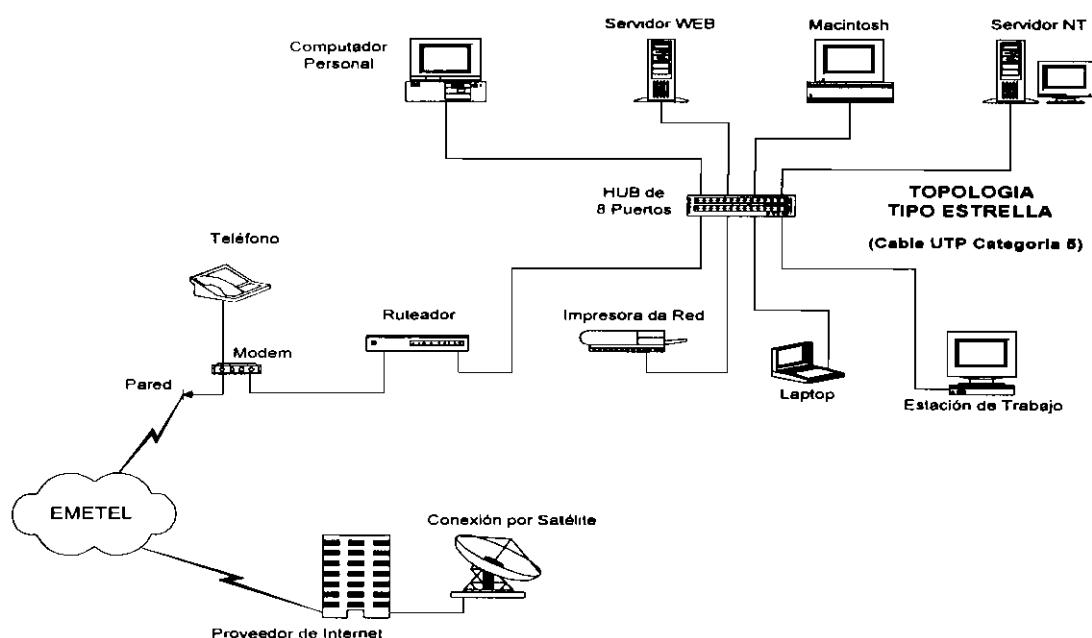 Computador
Personal
Servidor WEB
Macintosh
Servidor NT
HUB de
8 Puertos
TOPOLOGIA
TIPO ESTRELLA
(Cable UTP Categoria 5)
Teléfono
Ruteador
Impresora da Red
Modem
Pared
Laptop
Estación de Trabajo
EMETEL
Conexión por Satélite
Proveedor de Internet